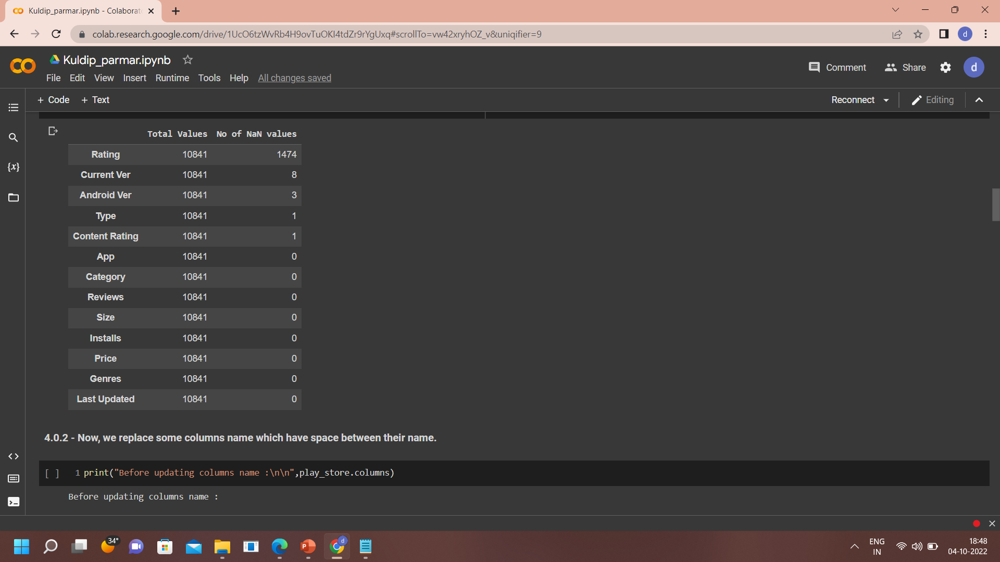 Kuldip_parmar.ipynb - Colaborat
colab.research.google.com/drive/1UcO6tzWvRb4H9ovTuOKI4tdZr9rYgUxq#scrollTo=vw42xryhOZ_v&uniqifier=9
d
Kuldip_parmar.ipynb
Comment Share d
File Edit View Insert Runtime Tools Help All changes saved
+ Code + Text Reconnect Editing
Total Values No of NaN values
Rating 10841 1474
Current Ver 10841 8
Android Ver 10841 3
Type 10841 1
Content Rating 10841 1
App 10841 0
Category 10841 0
Reviews 10841 0
Size 10841 0
Installs 10841 0
Price 10841 0
Genres 10841 0
Last Updated 10841 0
{x}
4.0.2 - Now, we replace some columns name which have space between their name.
[ ] 1 print("Before updating columns name :\n\n",play_store.columns)
Before updating columns name :
34° P d ENG 18:48
IN 04-10-2022